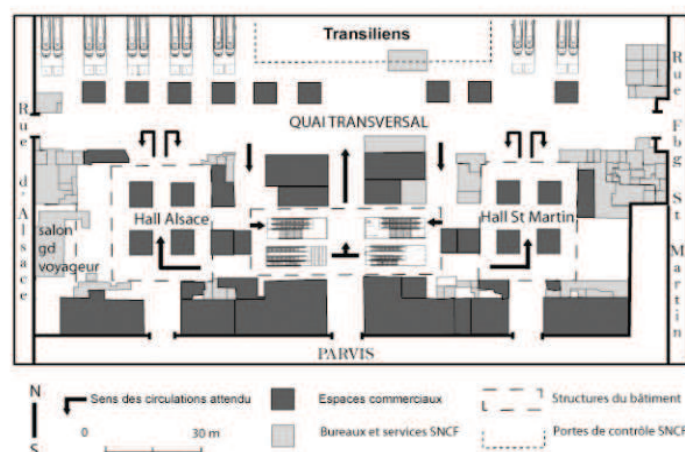 Transiliens
QUAI TRANSVERSAL
Rue d'Alsace
Rue Fbg St Martin
Hall Alsace
Hall St Martin
salon
gd
voyageur
PARVIS
N
S
Sens des circulations attendu
Espaces commerciaux
Structures du bâtiment
Bureaux et services SNCF
Portes de contrôle SNCF
0 30 m